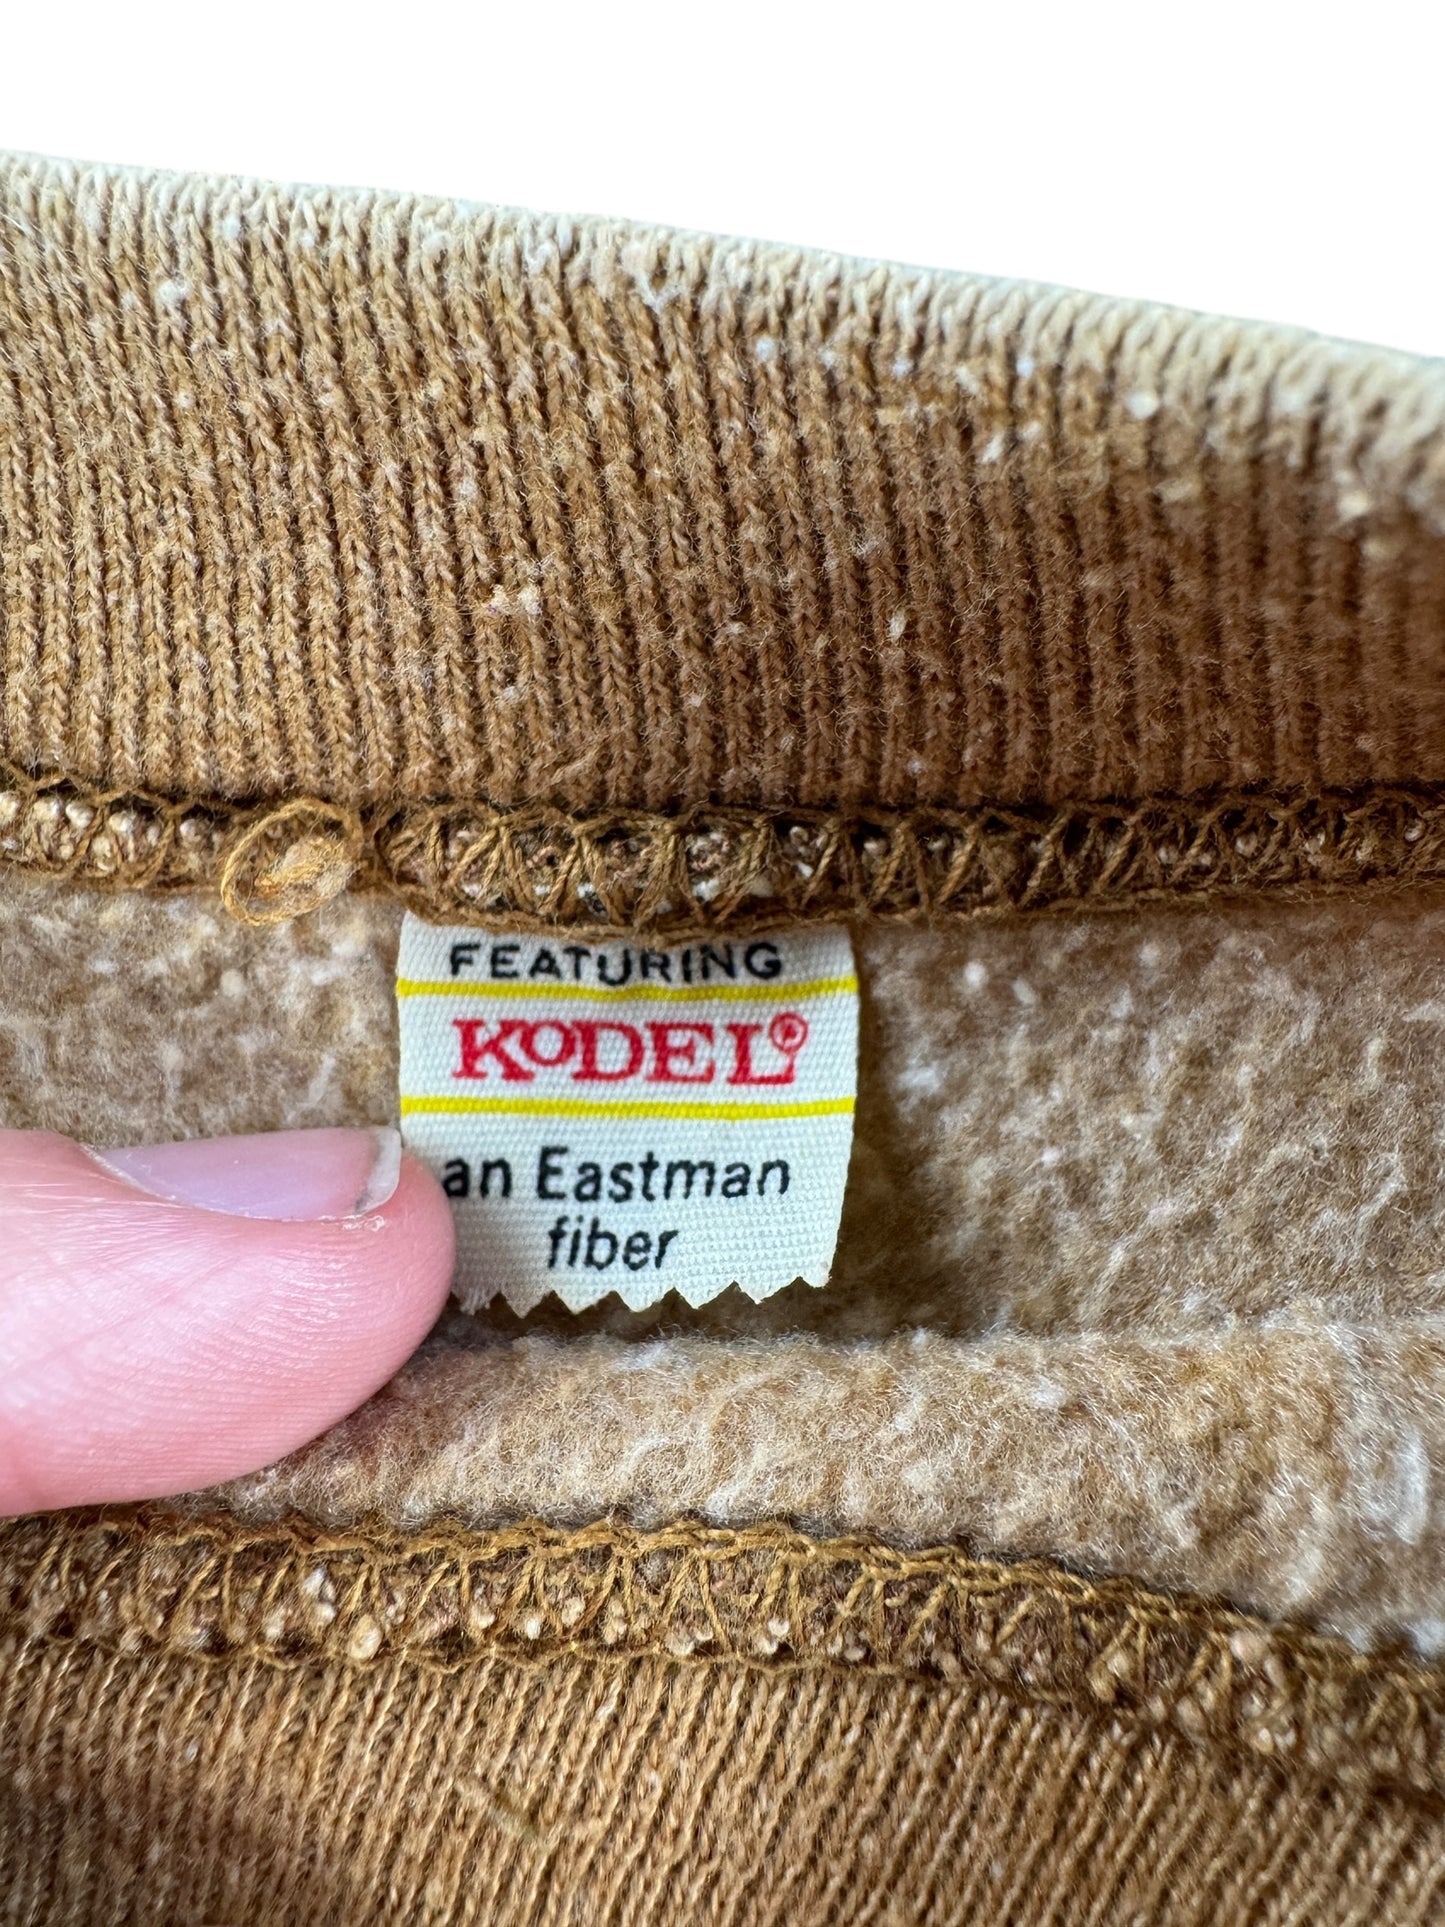 FEATURING
KODEL®
an Eastman
fiber